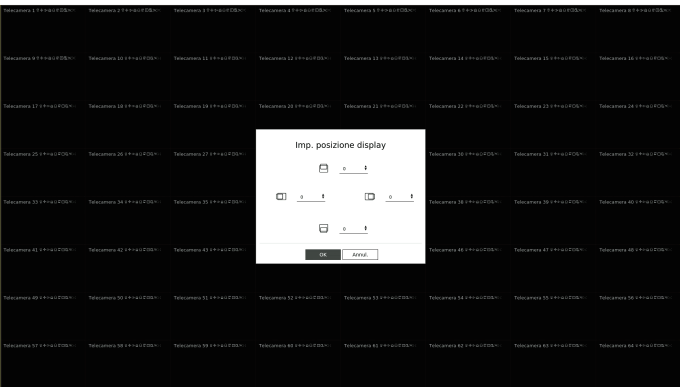 Telecamera 1 Telecamera 2 Telecamera 3 Telecamera 4 Telecamera 5 Telecamera 6 Telecamera 7 Telecamera 8
Telecamera 9 Telecamera 10 Telecamera 11 Telecamera 12 Telecamera 13 Telecamera 14 Telecamera 15 Telecamera 16
Telecamera 17 Telecamera 18 Telecamera 19 Telecamera 20 Telecamera 21 Telecamera 22 Telecamera 23 Telecamera 24
Imp. posizione display
Telecamera 25 Telecamera 26 Telecamera 27 Telecamera 30 Telecamera 31 Telecamera 32
0
0 0
Telecamera 33 Telecamera 34 Telecamera 35 Telecamera 38 Telecamera 39 Telecamera 40
0
Telecamera 41 Telecamera 42 Telecamera 43 Telecamera 46 Telecamera 47 Telecamera 48
OK Annul.
Telecamera 49 Telecamera 50 Telecamera 51 Telecamera 52 Telecamera 53 Telecamera 54 Telecamera 55 Telecamera 56
Telecamera 57 Telecamera 58 Telecamera 59 Telecamera 60 Telecamera 61 Telecamera 62 Telecamera 63 Telecamera 64